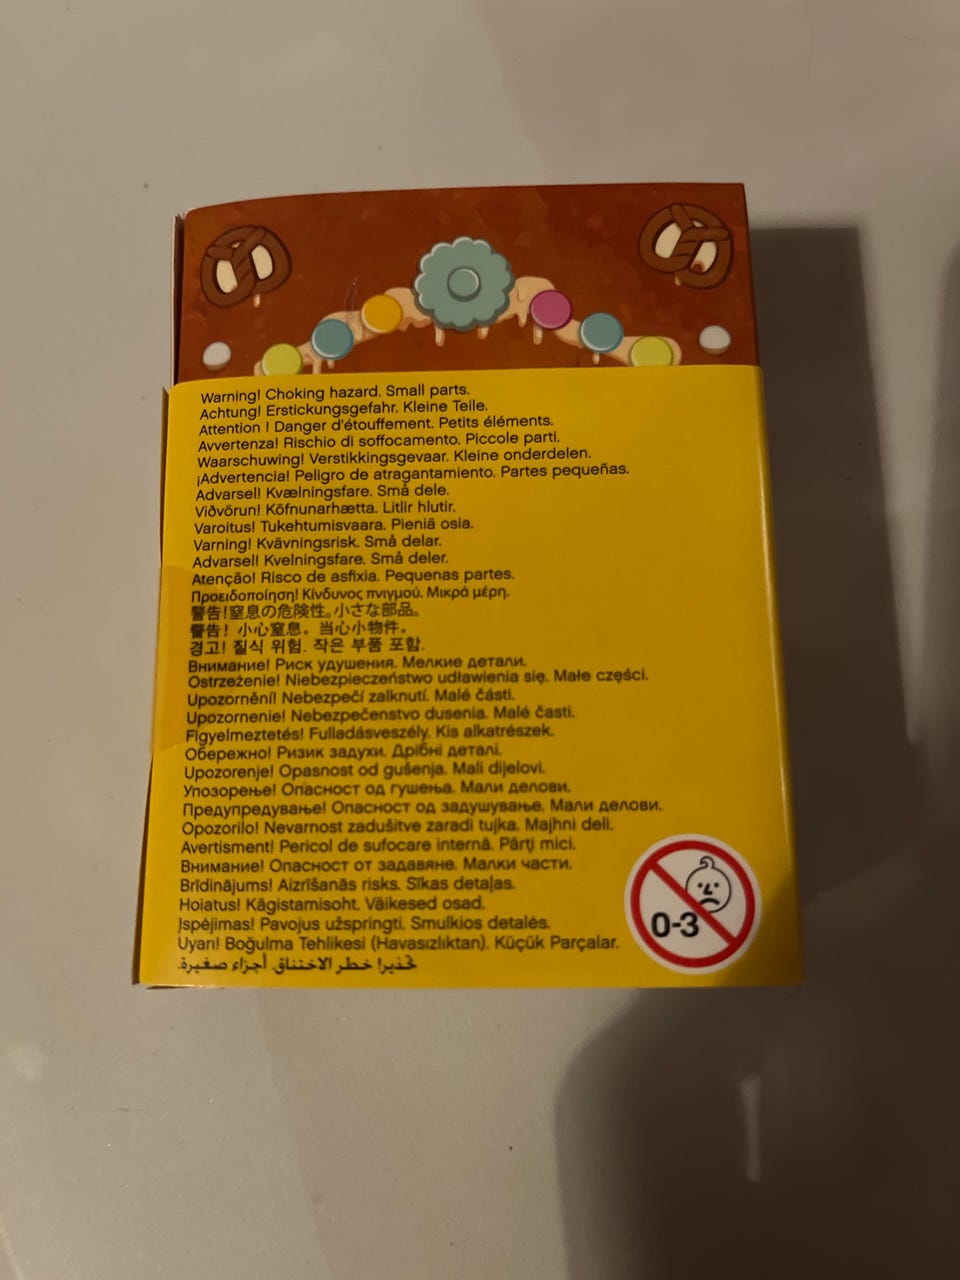 Warning! Choking hazard. Small parts.
Achtung! Erstickungsgefahr. Kleine Teile.
Attention ! Danger d'étouffement. Petits éléments.
Avvertenza! Rischio di soffocamento. Piccole parti.
Waarschuwing! Verstikkingsgevaar. Kleine onderdelen.
¡Advertencia! Peligro de atragantamiento. Partes pequeñas.
Advarsel! Kvælningsfare. Små dele.
Viðvörun! Köfnunarhætta. Litlir hlutir.
Varoitus! Tukehtumisvaara. Pieniä osia.
Varning! Kvävningsrisk. Små delar.
Advarsel! Kvelningsfare. Små deler.
Atenção! Risco de asfixia. Pequenas partes.
Προειδοποίηση! Κίνδυνος πνιγμού. Μικρά μέρη.
警告!窒息の危険性。小さな部品。
警告！小心窒息。当心小物件。
경고! 질식 위험. 작은 부품 포함.
Внимание! Риск удушения. Мелкие детали.
Ostrzeżenie! Niebezpieczeństwo udławienia się. Małe części.
Upozornění! Nebezpečí zalknutí. Malé části.
Upozornenie! Nebezpečenstvo dusenia. Malé časti.
Figyelmeztetés! Fulladásveszély. Kis alkatrészek.
Обережно! Ризик задухи. Дрібні деталі.
Upozorenje! Opasnost od gušenja. Mali dijelovi.
Упозорење! Опасност од гушења. Мали делови.
Предупредување! Опасност од задушување. Мали делови.
Opozorilo! Nevarnost zadušitve zaradi tujka. Majhni deli.
Avertisment! Pericol de sufocare internă. Părţi mici.
Внимание! Опасност от задавяне. Малки части.
Brīdinājums! Aizrīšanās risks. Sīkas detaļas.
Hoiatus! Kägistamisoht. Väikesed osad.
Įspėjimas! Pavojus užspringti. Smulkios detalės.
Uyarı! Boğulma Tehlikesi (Havasızlıktan). Küçük Parçalar.
تحذير! خطر الاختناق. أجزاء صغيرة.
0-3